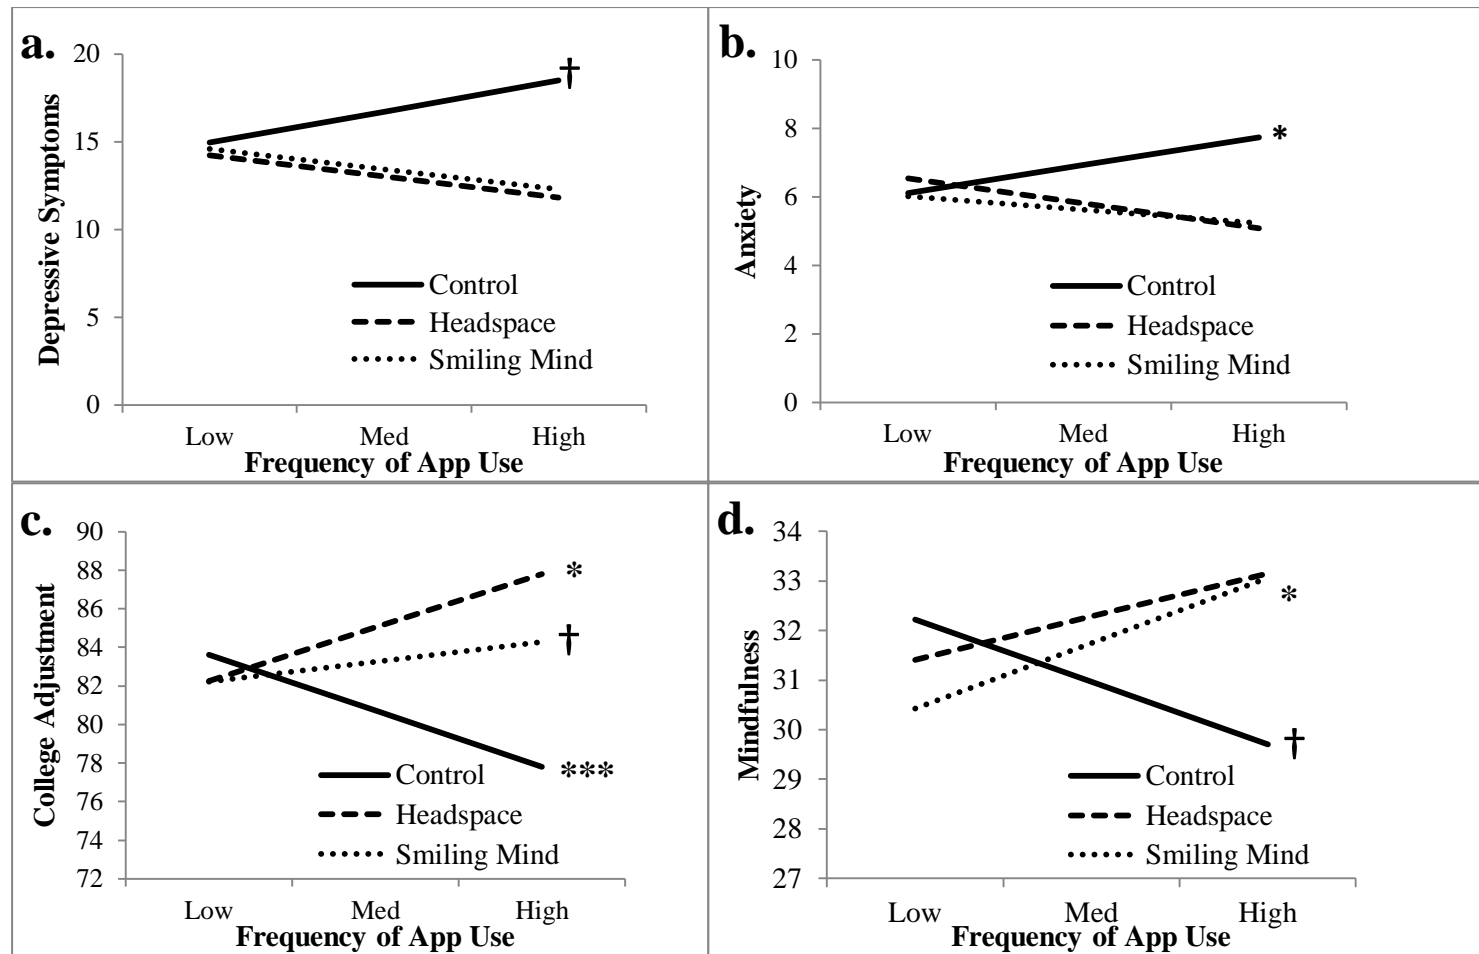 a.
20
15
10
5
0
Depressive Symptoms
†
Control
Headspace
Smiling Mind
Low Med High
Frequency of App Use
b.
10
8
6
4
2
0
Anxiety
*
Control
Headspace
Smiling Mind
Low Med High
Frequency of App Use
c.
90
88
86
84
82
80
78
76
74
72
College Adjustment
*
†
***
Control
Headspace
Smiling Mind
Low Med High
Frequency of App Use
d.
34
33
32
31
30
29
28
27
Mindfulness
*
†
Control
Headspace
Smiling Mind
Low Med High
Frequency of App Use